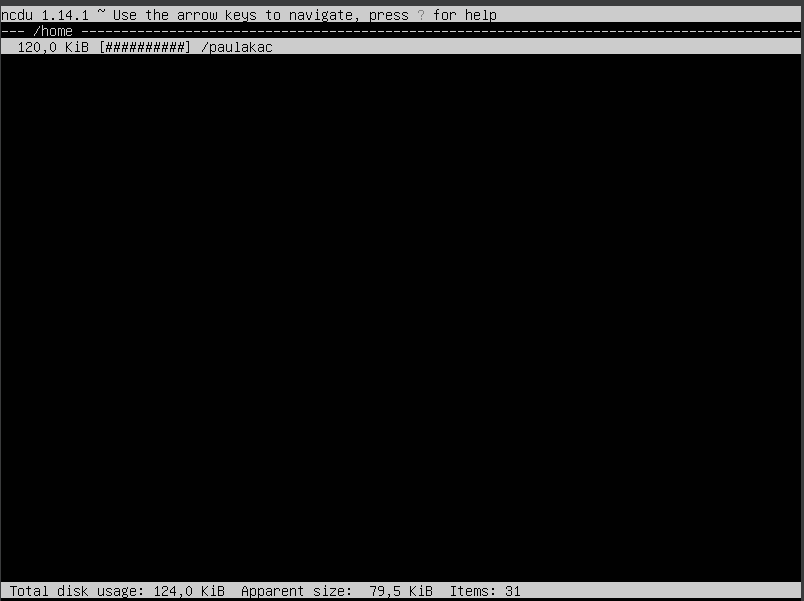 ncdu 1.14.1 ~ Use the arrow keys to navigate, press ? for help
--- /home ------------------------------------------------------------------------------------------
  120,0 KiB [##########] /paulakac
 Total disk usage: 124,0 KiB  Apparent size:  79,5 KiB  Items: 31